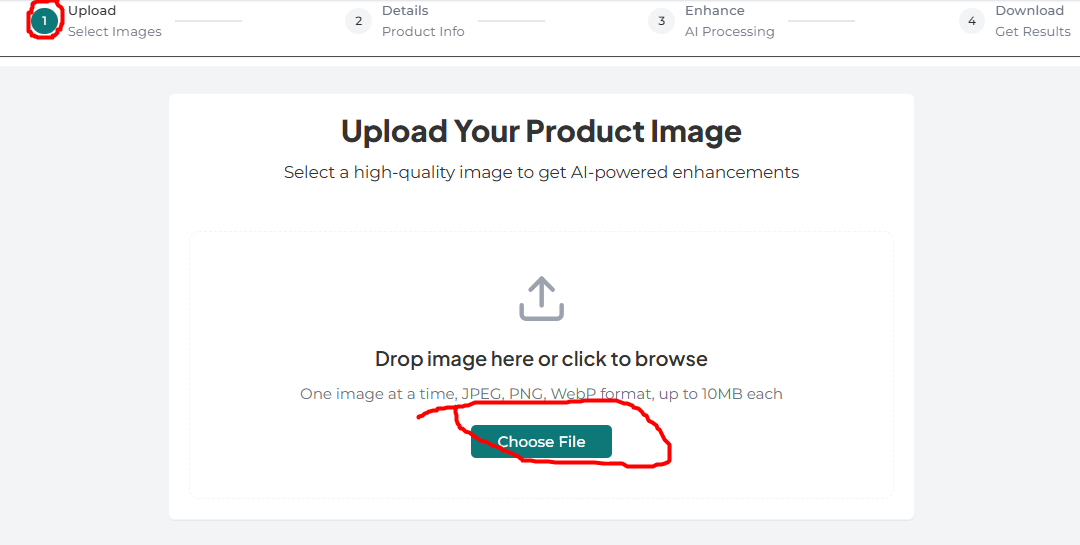 1 Upload
Select Images
2 Details
Product Info
3 Enhance
AI Processing
4 Download
Get Results
Upload Your Product Image
Select a high-quality image to get AI-powered enhancements
Drop image here or click to browse
One image at a time, JPEG, PNG, WebP format, up to 10MB each
Choose File